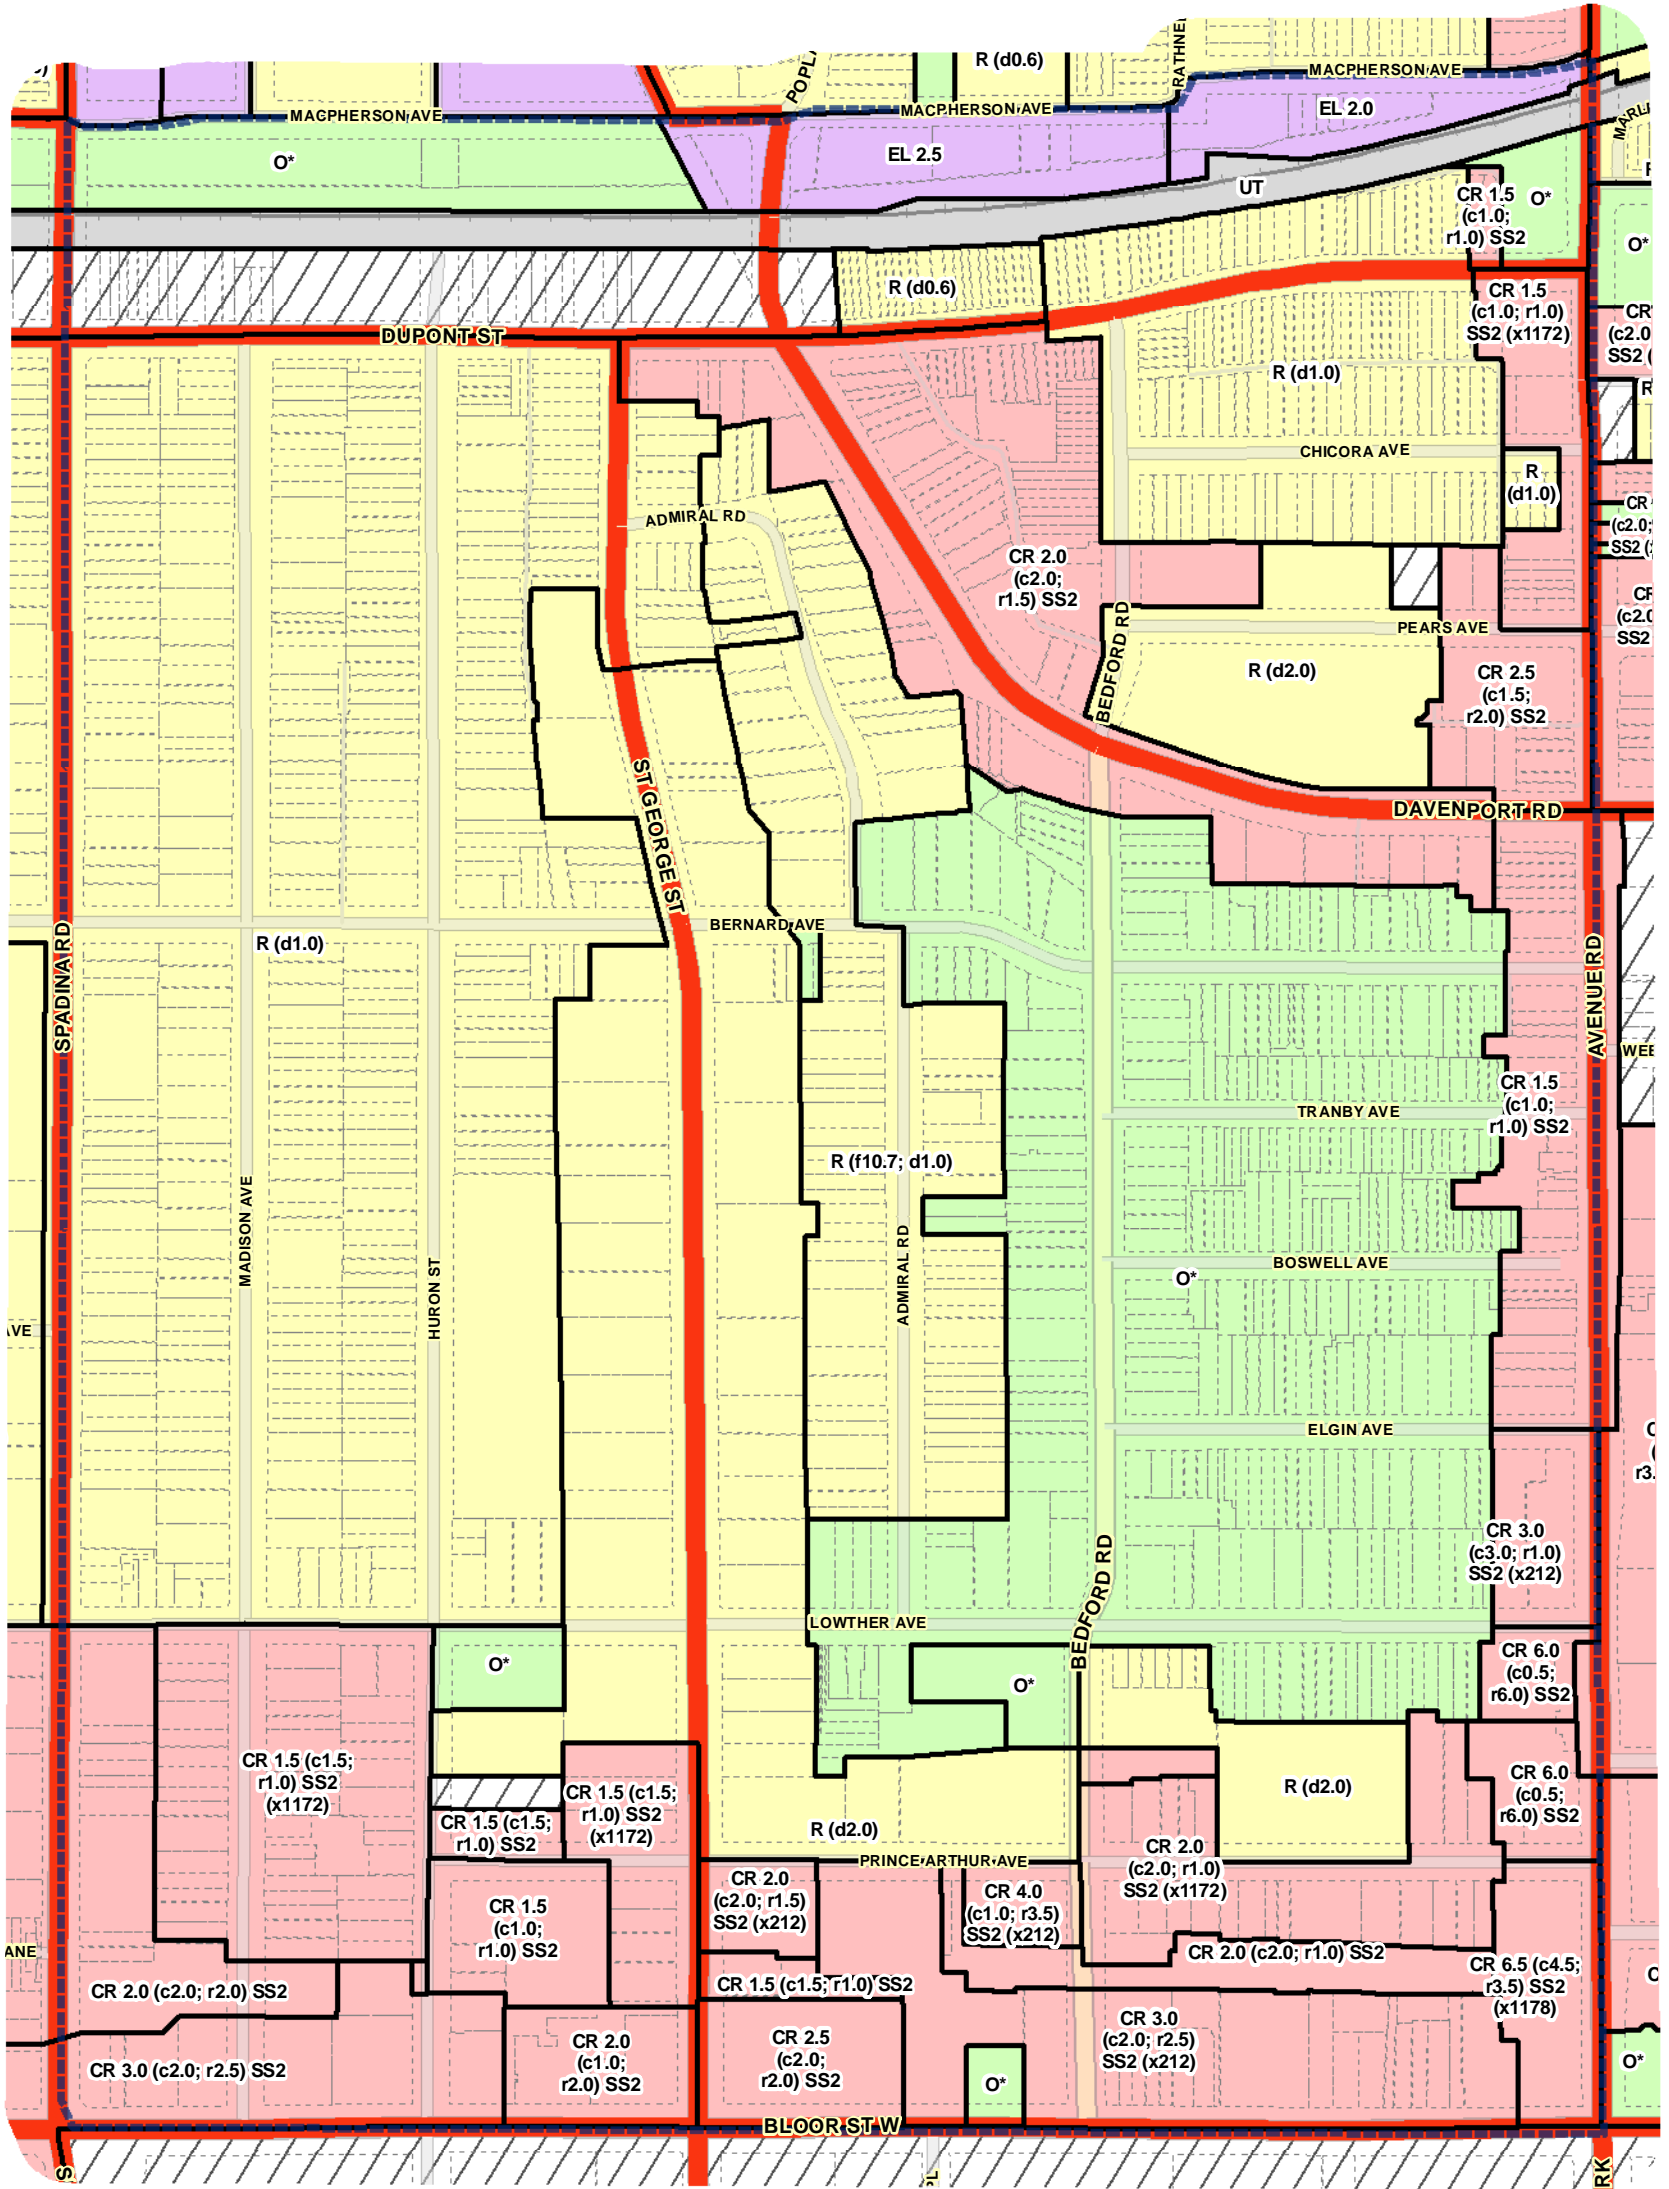 R (d0.6)
MACPHERSON AVE
MACPHERSON AVE
MACPHERSON AVE
EL 2.0
EL 2.5
O*
UT
CR 1.5
(c1.0;
r1.0) SS2
O*
O*
R (d0.6)
CR 1.5
(c1.0; r1.0)
SS2 (x1172)
DUPONT ST
R (d1.0)
CHICORA AVE
R
(d1.0)
ADMIRAL RD
CR 2.0
(c2.0;
r1.5) SS2
BEDFORD RD
PEARS AVE
R (d2.0)
CR 2.5
(c1.5;
r2.0) SS2
ST GEORGE ST
DAVENPORT RD
BERNARD AVE
R (d1.0)
SPADINA RD
AVENUE RD
CR 1.5
(c1.0;
r1.0) SS2
TRANBY AVE
R (f10.7; d1.0)
MADISON AVE
HURON ST
ADMIRAL RD
BOSWELL AVE
O*
ELGIN AVE
CR 3.0
(c3.0; r1.0)
SS2 (x212)
BEDFORD RD
LOWTHER AVE
O*
O*
CR 6.0
(c0.5;
r6.0) SS2
CR 1.5 (c1.5;
r1.0) SS2
(x1172)
CR 1.5 (c1.5;
r1.0) SS2
(x1172)
CR 1.5 (c1.5;
r1.0) SS2
R (d2.0)
R (d2.0)
CR 6.0
(c0.5;
r6.0) SS2
PRINCE ARTHUR AVE
CR 2.0
(c2.0; r1.0)
SS2 (x1172)
CR 2.0
(c2.0; r1.5)
SS2 (x212)
CR 4.0
(c1.0; r3.5)
SS2 (x212)
CR 1.5
(c1.0;
r1.0) SS2
CR 2.0 (c2.0; r1.0) SS2
CR 2.0 (c2.0; r2.0) SS2
CR 1.5 (c1.5; r1.0) SS2
CR 6.5 (c4.5;
r3.5) SS2
(x1178)
CR 3.0 (c2.0; r2.5) SS2
CR 2.0
(c1.0;
r2.0) SS2
CR 2.5
(c2.0;
r2.0) SS2
O*
CR 3.0
(c2.0; r2.5)
SS2 (x212)
O*
BLOOR ST W